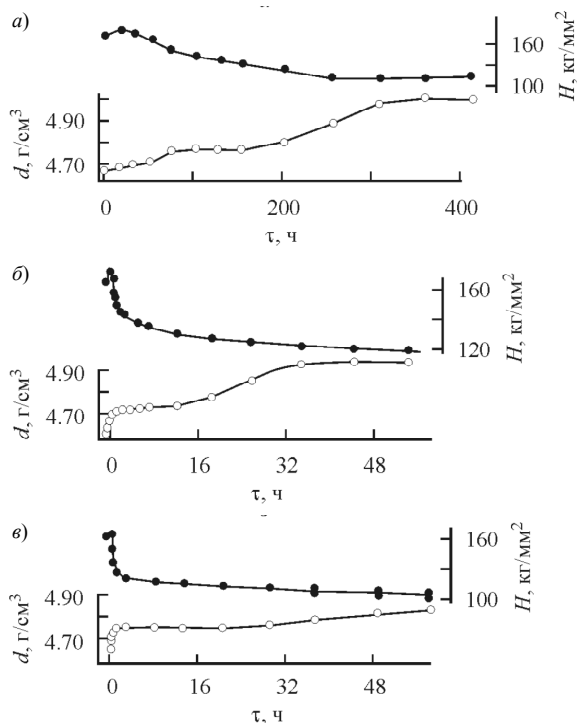 а)
160
100
H, кг/мм²
4.90
4.70
d, г/см³
0 200 400
τ, ч
б)
160
120
H, кг/мм²
4.90
4.70
d, г/см³
0 16 32 48
τ, ч
в)
160
100
H, кг/мм²
4.90
4.70
d, г/см³
0 16 32 48
τ, ч